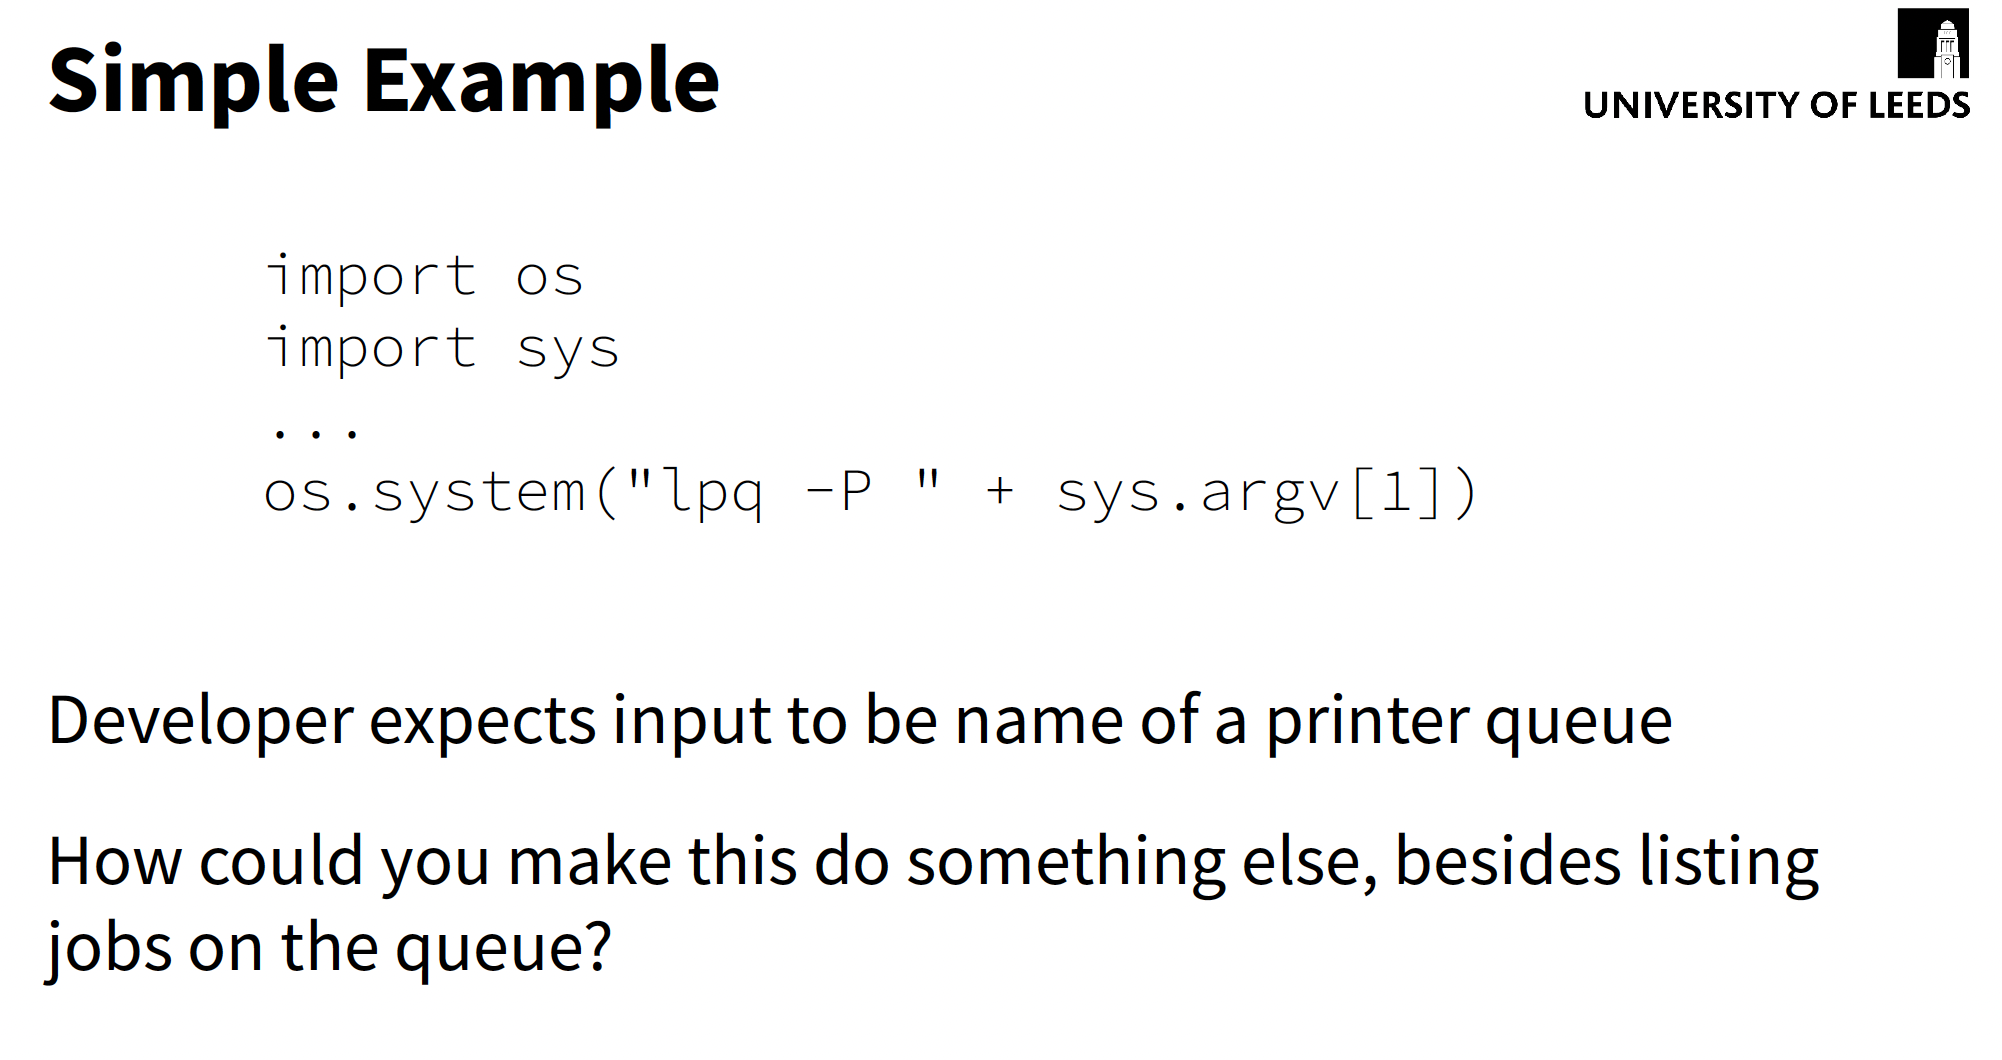 Simple Example
UNIVERSITY OF LEEDS
import os
import sys
...
os.system("lpq -P " + sys.argv[1])
Developer expects input to be name of a printer queue
How could you make this do something else, besides listing
jobs on the queue?